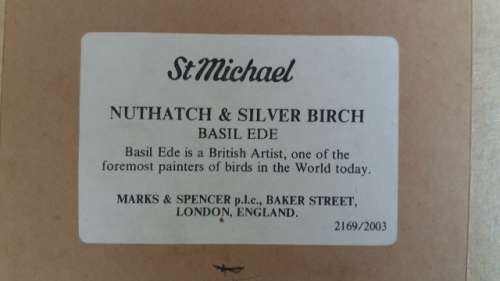 St Michael
NUTHATCH & SILVER BIRCH
BASIL EDE
Basil Ede is a British Artist, one of the
foremost painters of birds in the World today.
MARKS & SPENCER p.l.c., BAKER STREET,
LONDON, ENGLAND.
2169/2003